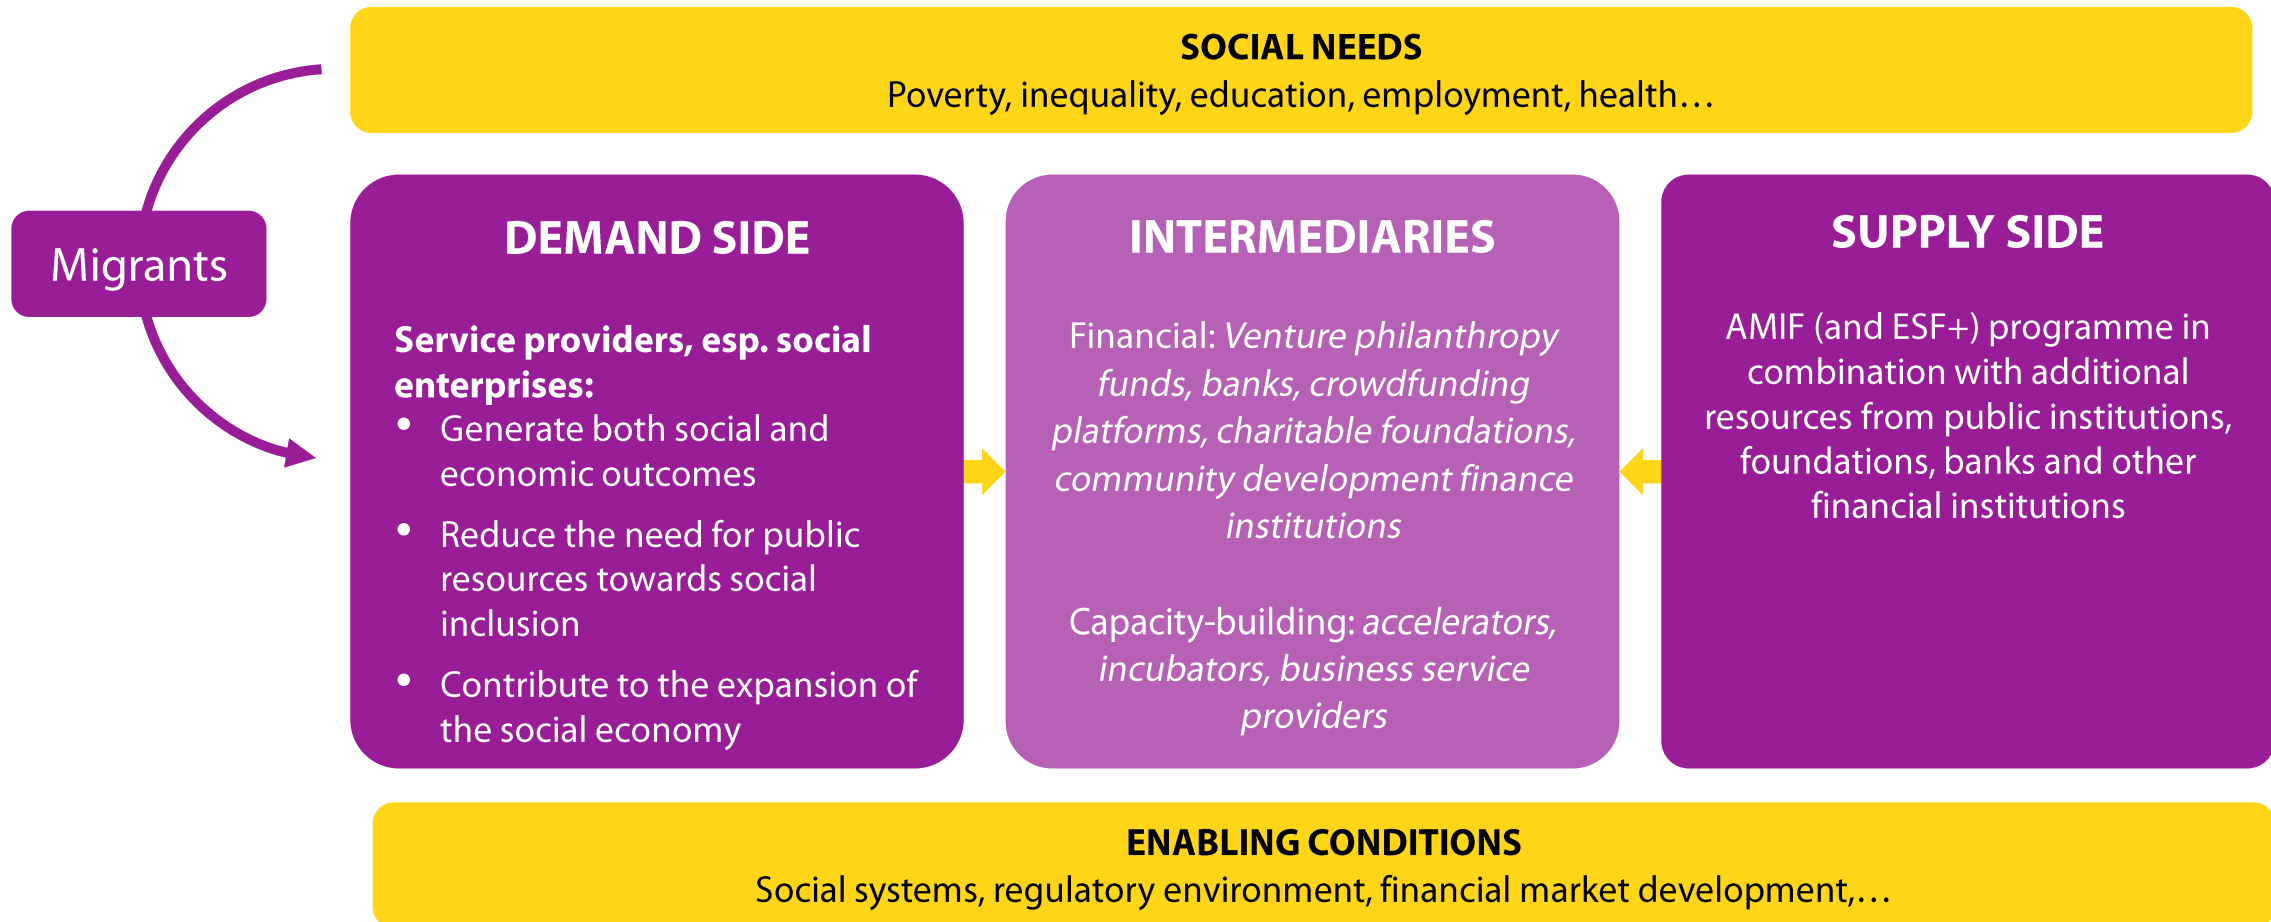 SOCIAL NEEDS
Poverty, inequality, education, employment, health…
Migrants
DEMAND SIDE
Service providers, esp. social
enterprises:
• Generate both social and
economic outcomes
• Reduce the need for public
resources towards social
inclusion
• Contribute to the expansion of
the social economy
INTERMEDIARIES
Financial: Venture philanthropy
funds, banks, crowdfunding
platforms, charitable foundations,
community development finance
institutions
Capacity-building: accelerators,
incubators, business service
providers
SUPPLY SIDE
AMIF (and ESF+) programme in
combination with additional
resources from public institutions,
foundations, banks and other
financial institutions
ENABLING CONDITIONS
Social systems, regulatory environment, financial market development,…